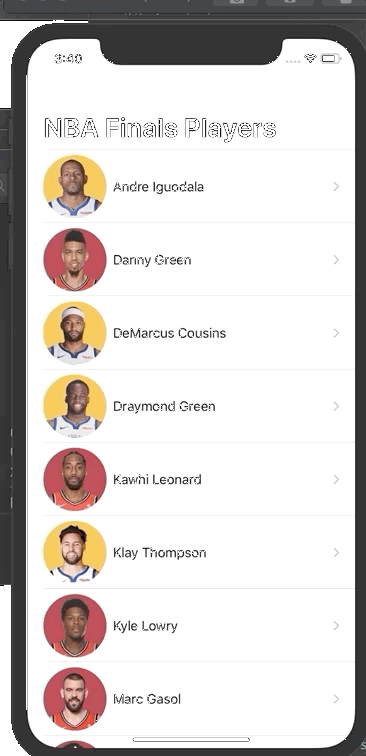 3:40
NBA Finals Players
Andre Iguodala
Danny Green
DeMarcus Cousins
Draymond Green
Kawhi Leonard
Klay Thompson
Kyle Lowry
Marc Gasol